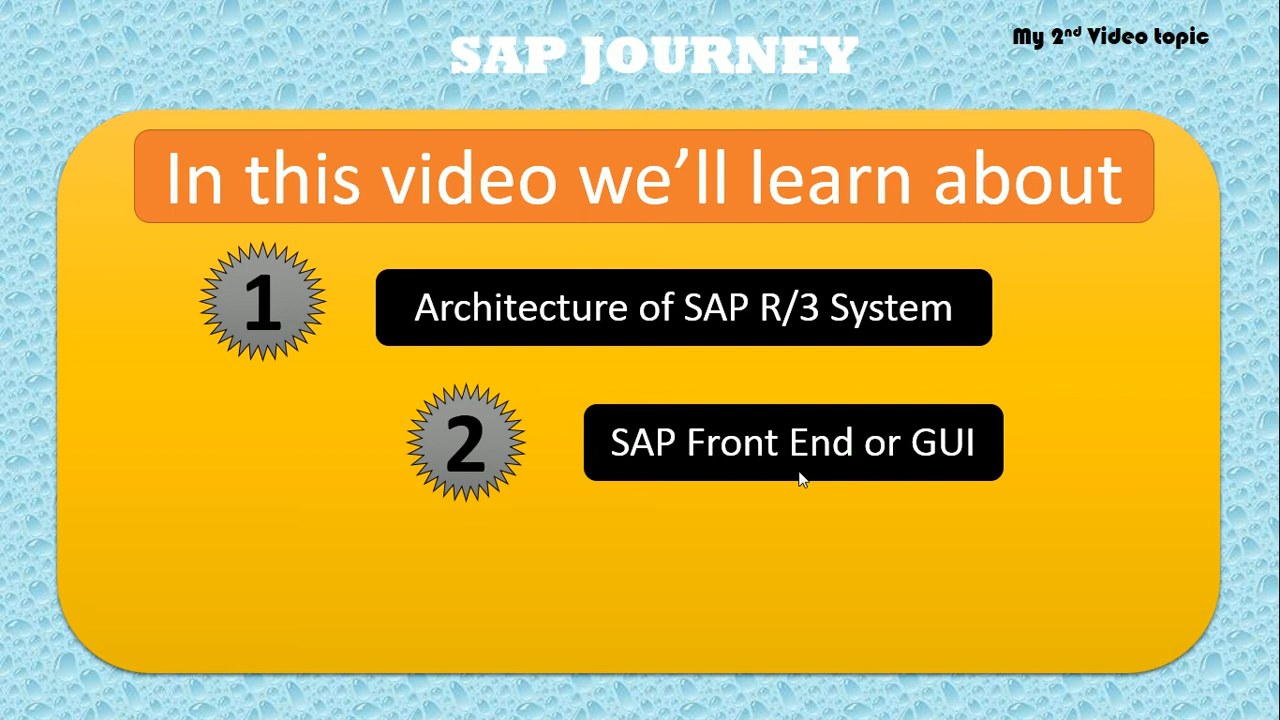 SAP JOURNEY
My 2nd Video topic
In this video we’ll learn about
1
Architecture of SAP R/3 System
2
SAP Front End or GUI